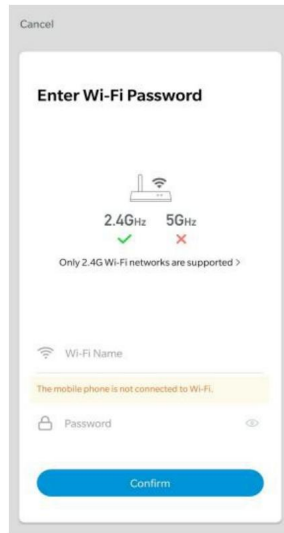 Cancel
Enter Wi-Fi Password
2.4GHz 5GHz
Only 2.4G Wi-Fi networks are supported >
Wi-Fi Name
The mobile phone is not connected to Wi-Fi.
Password
Confirm